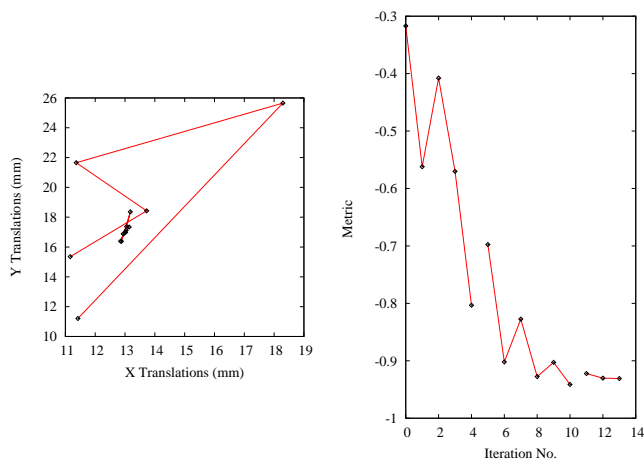 26
24
22
20
18
16
14
12
10
Y Translations (mm)
11 12 13 14 15 16 17 18 19
X Translations (mm)
-0.3
-0.4
-0.5
-0.6
-0.7
-0.8
-0.9
-1
Metric
0 2 4 6 8 10 12 14
Iteration No.